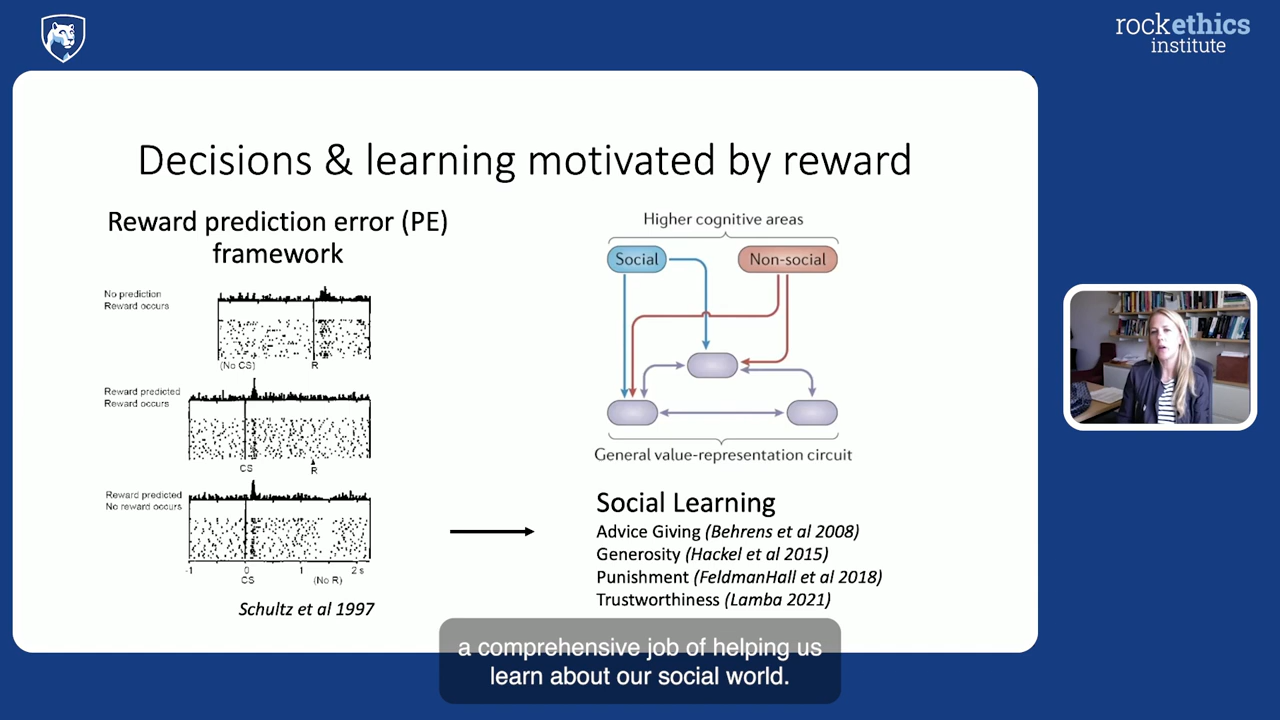 rockethics
institute
Decisions & learning motivated by reward
Reward prediction error (PE)
framework
No prediction
Reward occurs
(No CS)
R
Reward predicted
Reward occurs
CS
R
Reward predicted
No reward occurs
-1
0
1
2 s
CS
(No R)
Schultz et al 1997
Higher cognitive areas
Social
Non-social
General value-representation circuit
Social Learning
Advice Giving (Behrens et al 2008)
Generosity (Hackel et al 2015)
Punishment (FeldmanHall et al 2018)
Trustworthiness (Lamba 2021)
a comprehensive job of helping us
learn about our social world.